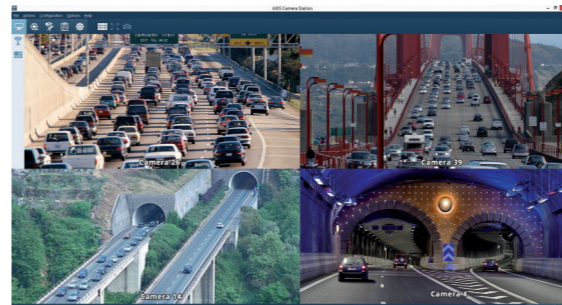 AXIS Camera Station
File Actions Configuration Options Help
Camera 26
Camera 39
Camera 14
Camera 4